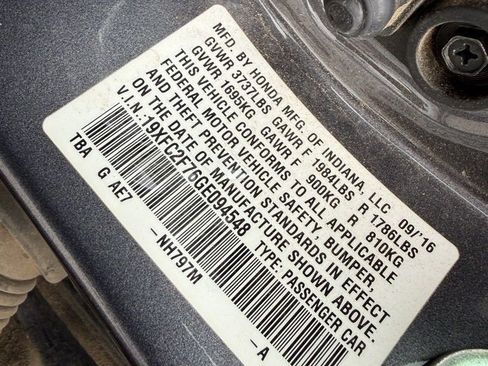 MFD. BY HONDA MFG. OF INDIANA, LLC 09/16
GVWR 3737LBS GAWR F 1984LBS R 1786LBS
GVWR 1695KG GAWR F 900KG R 810KG
THIS VEHICLE CONFORMS TO ALL APPLICABLE
FEDERAL MOTOR VEHICLE SAFETY, BUMPER,
AND THEFT PREVENTION STANDARDS IN EFFECT
ON THE DATE OF MANUFACTURE SHOWN ABOVE.
V.I.N.:19XFC2F76GE094548 TYPE: PASSENGER CAR
TBA G AE7 -NH797M -A